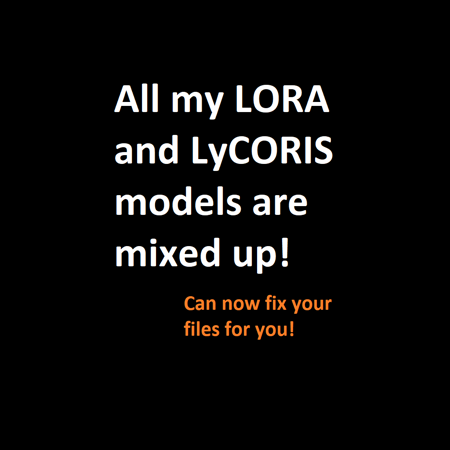 All my LORA
and LyCORIS
models are
mixed up!
Can now fix your
files for you!